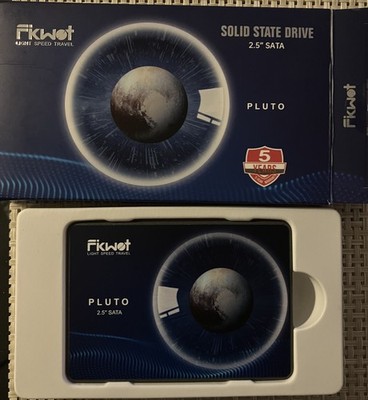 Fikwot
LIGHT SPEED TRAVEL
SOLID STATE DRIVE
2.5" SATA
PLUTO
5
YEARS
Fikwot
Fikwot
LIGHT SPEED TRAVEL
PLUTO
2.5" SATA